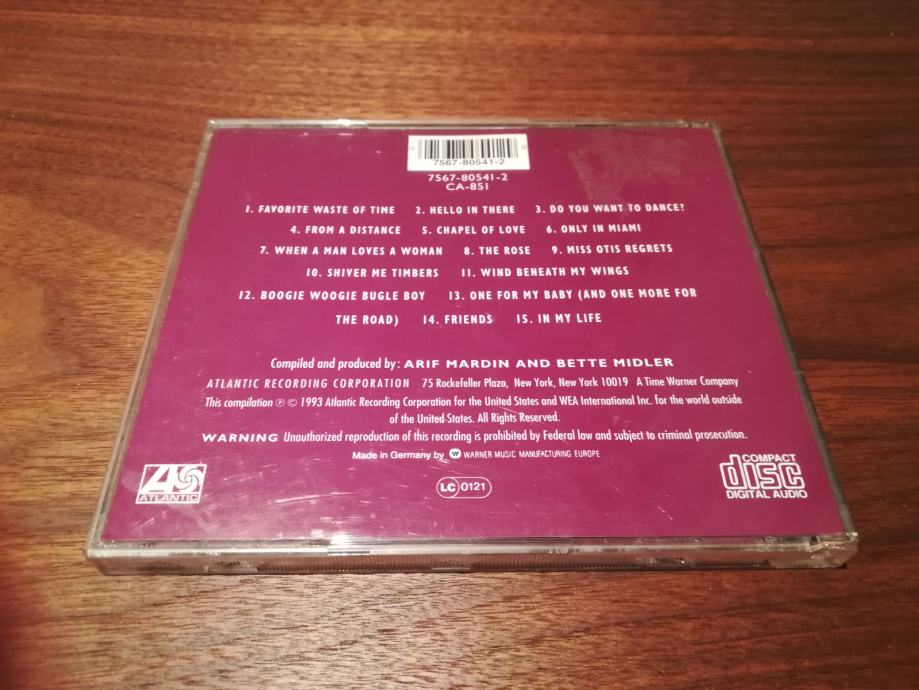 7567-80541-2
7567-80541-2
CA-851
1. FAVORITE WASTE OF TIME 2. HELLO IN THERE 3. DO YOU WANT TO DANCE?
4. FROM A DISTANCE 5. CHAPEL OF LOVE 6. ONLY IN MIAMI
7. WHEN A MAN LOVES A WOMAN 8. THE ROSE 9. MISS OTIS REGRETS
10. SHIVER ME TIMBERS 11. WIND BENEATH MY WINGS
12. BOOGIE WOOGIE BUGLE BOY 13. ONE FOR MY BABY (AND ONE MORE FOR
THE ROAD) 14. FRIENDS 15. IN MY LIFE
Compiled and produced by: ARIF MARDIN AND BETTE MIDLER
ATLANTIC RECORDING CORPORATION 75 Rockefeller Plaza, New York, New York 10019 A Time Warner Company
This compilation ℗ © 1993 Atlantic Recording Corporation for the United States and WEA International Inc. for the world outside
of the United States. All Rights Reserved.
WARNING Unauthorized reproduction of this recording is prohibited by Federal law and subject to criminal prosecution.
Made in Germany by WARNER MUSIC MANUFACTURING EUROPE
ATLANTIC
LC 0121
COMPACT
disc
DIGITAL AUDIO